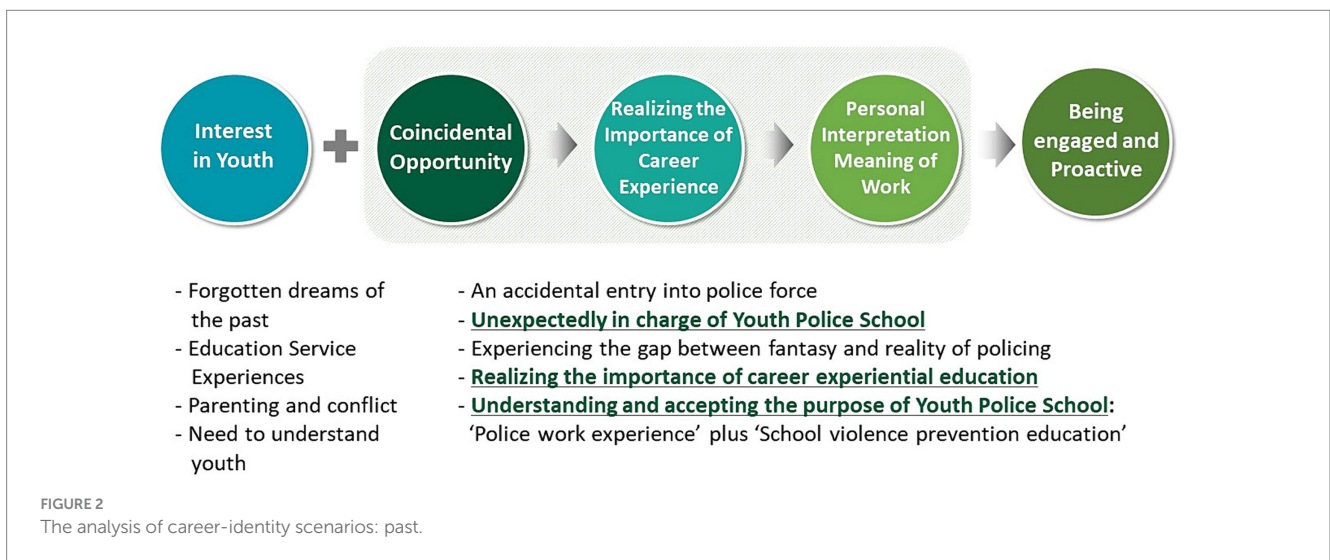 Interest
in Youth
Coincidental
Opportunity
Realizing the
Importance of
Career
Experience
Personal
Interpretation
Meaning of
Work
Being
engaged and
Proactive
- Forgotten dreams of
the past
- Education Service
Experiences
- Parenting and conflict
- Need to understand
youth
- An accidental entry into police force
- Unexpectedly in charge of Youth Police School
- Experiencing the gap between fantasy and reality of policing
- Realizing the importance of career experiential education
- Understanding and accepting the purpose of Youth Police School:
'Police work experience' plus 'School violence prevention education'
FIGURE 2
The analysis of career-identity scenarios: past.